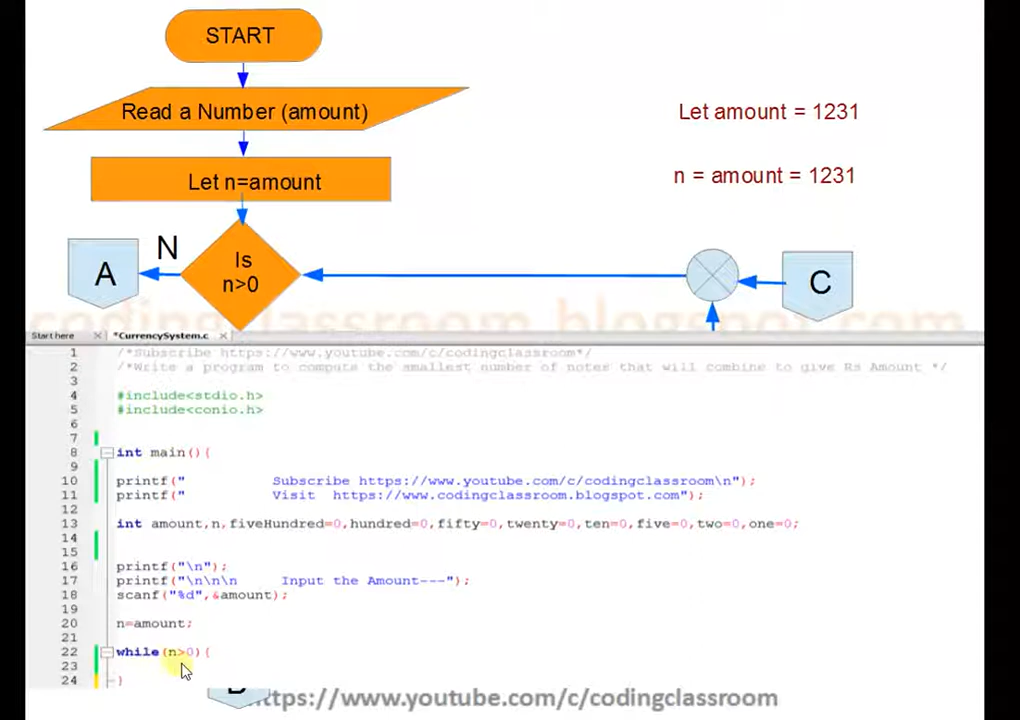 START
Read a Number (amount)
Let amount = 1231
Let n=amount
n = amount = 1231
N
A
Is
n>0
C
codingclassroom.blogspot.com
Start here
*CurrencySystem.c
1 /*Subscribe https://www.youtube.com/c/codingclassroom*/
2 /*Write a program to compute the smallest number of notes that will combine to give Rs Amount */
3
4 #include<stdio.h>
5 #include<conio.h>
6
7
8 int main(){
9
10 printf("          Subscribe https://www.youtube.com/c/codingclassroom\n");
11 printf("          Visit  https://www.codingclassroom.blogspot.com");
12
13 int amount,n,fiveHundred=0,hundred=0,fifty=0,twenty=0,ten=0,five=0,two=0,one=0;
14
15
16 printf("\n");
17 printf("\n\n\n     Input the Amount---");
18 scanf("%d",&amount);
19
20 n=amount;
21
22 while(n>0){
23
24 }
https://www.youtube.com/c/codingclassroom